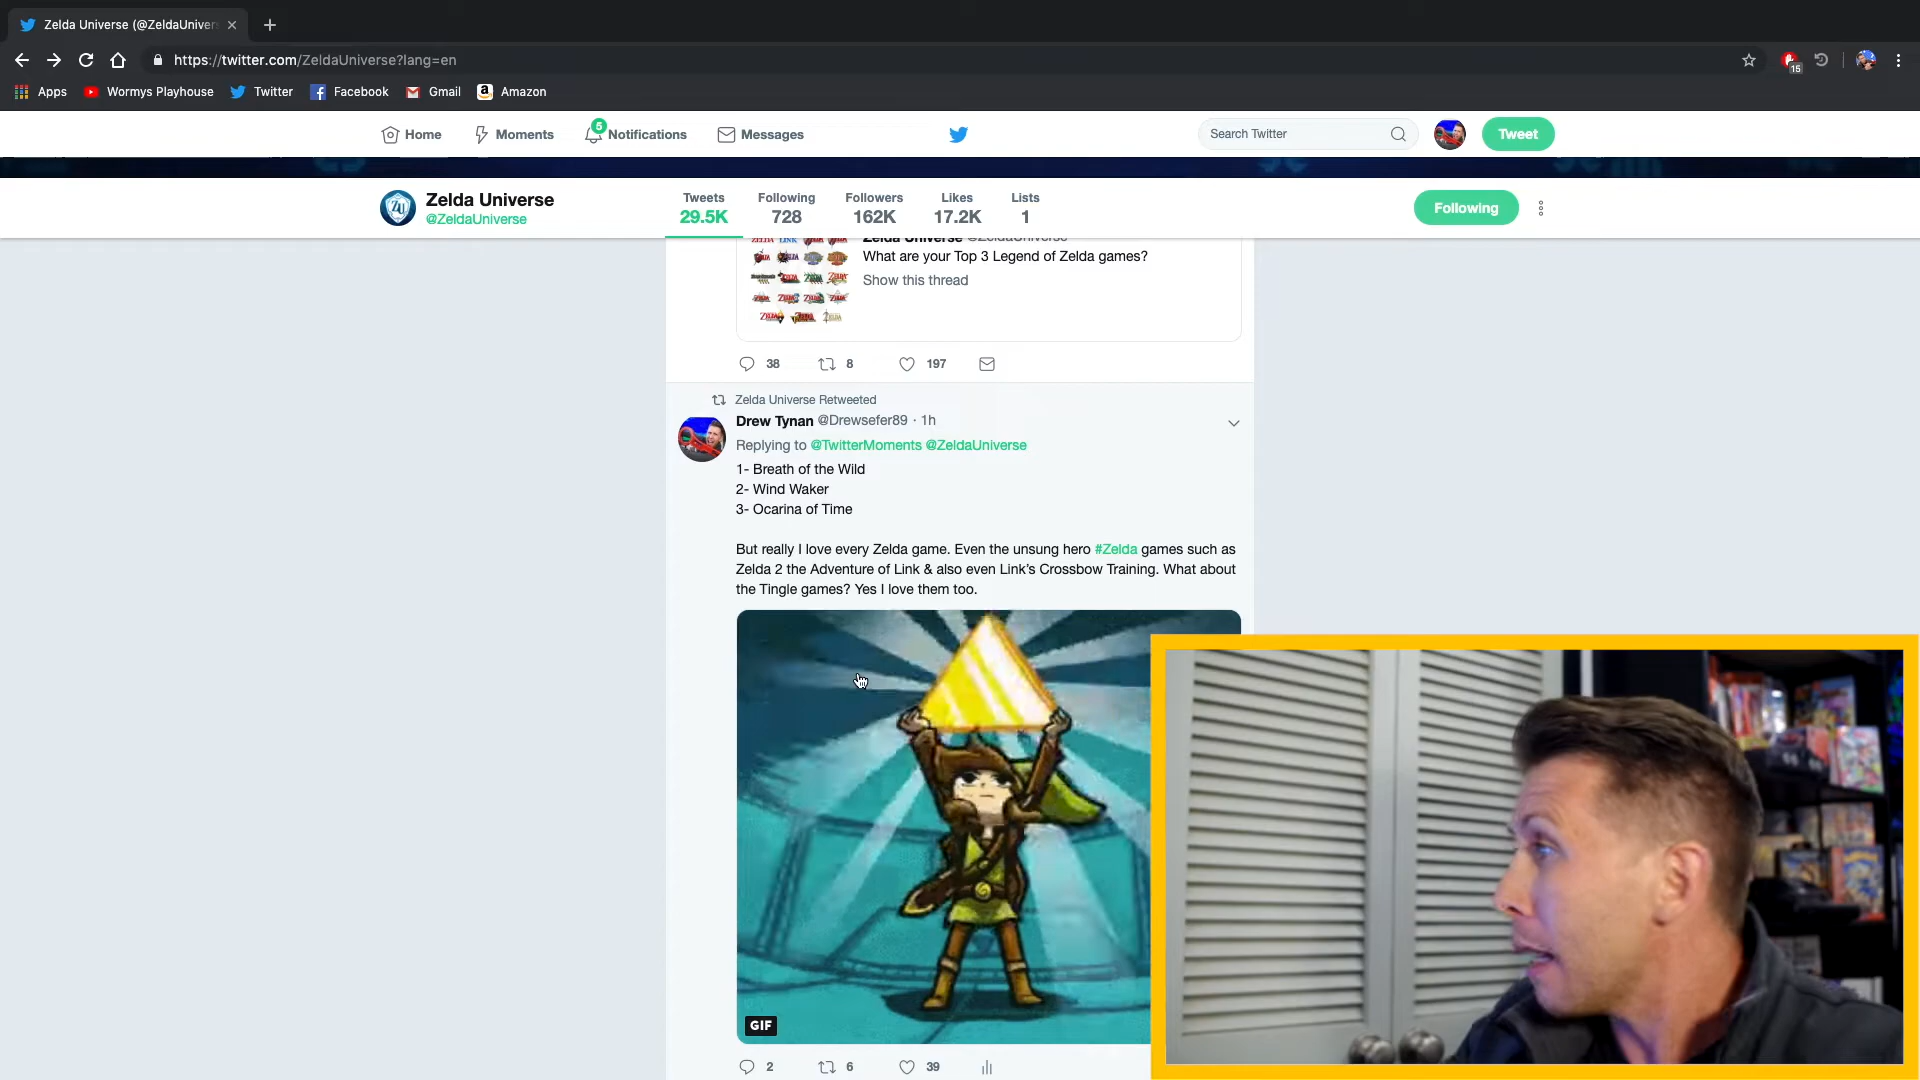 Zelda Universe (@ZeldaUniver
https://twitter.com/ZeldaUniverse?lang=en
15
Apps
Wormys Playhouse
Twitter
Facebook
Gmail
Amazon
Home
Moments
5
Notifications
Messages
Search Twitter
Tweet
Zelda Universe
@ZeldaUniverse
Tweets
29.5K
Following
728
Followers
162K
Likes
17.2K
Lists
1
Following
Zelda Universe @ZeldaUniverse
What are your Top 3 Legend of Zelda games?
Show this thread
38
8
197
Zelda Universe Retweeted
Drew Tynan @Drewsefer89 · 1h
Replying to @TwitterMoments @ZeldaUniverse
1- Breath of the Wild
2- Wind Waker
3- Ocarina of Time
But really I love every Zelda game. Even the unsung hero #Zelda games such as
Zelda 2 the Adventure of Link & also even Link's Crossbow Training. What about
the Tingle games? Yes I love them too.
GIF
2
6
39